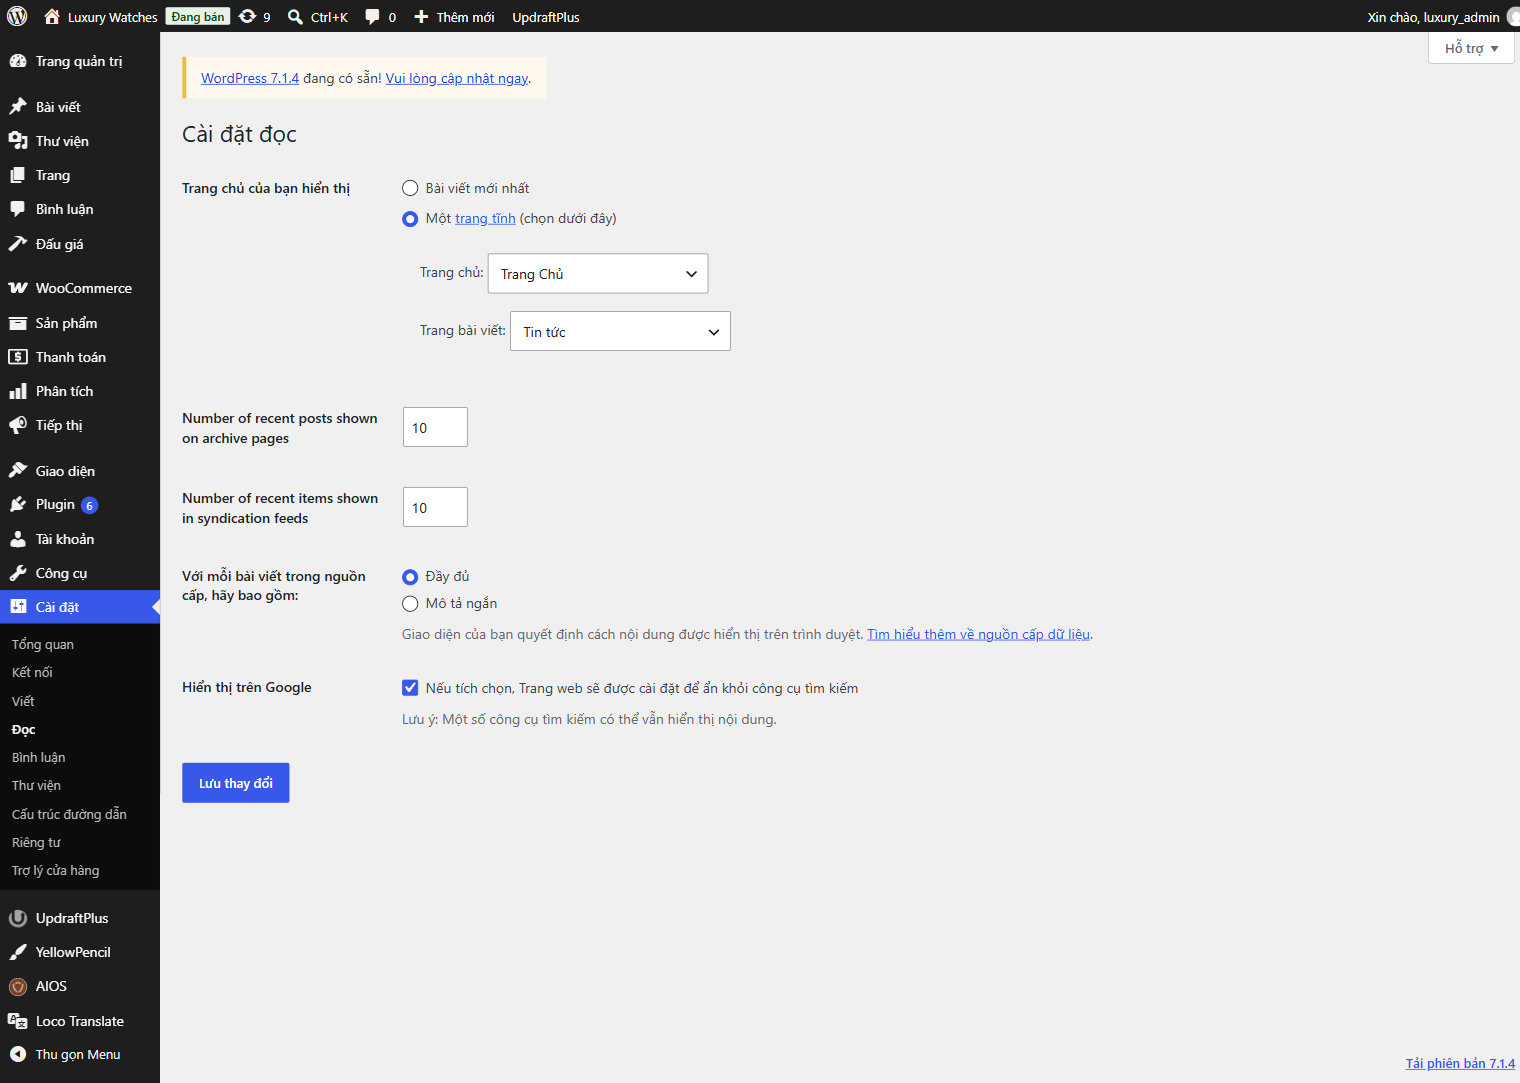 Luxury Watches Đang bán 9 Ctrl+K 0 Thêm mới UpdraftPlus Xin chào, luxury_admin
Hỗ trợ ▼
Trang quản trị
Bài viết
Thư viện
Trang
Bình luận
Đấu giá
WooCommerce
Sản phẩm
Thanh toán
Phân tích
Tiếp thị
Giao diện
Plugin 6
Tài khoản
Công cụ
Cài đặt
Tổng quan
Kết nối
Viết
Đọc
Bình luận
Thư viện
Cấu trúc đường dẫn
Riêng tư
Trợ lý cửa hàng
UpdraftPlus
YellowPencil
AIOS
Loco Translate
Thu gọn Menu
WordPress 7.1.4 đang có sẵn! Vui lòng cập nhật ngay.
Cài đặt đọc
Trang chủ của bạn hiển thị
Bài viết mới nhất
Một trang tĩnh (chọn dưới đây)
Trang chủ: Trang Chủ
Trang bài viết: Tin tức
Number of recent posts shown
on archive pages
10
Number of recent items shown
in syndication feeds
10
Với mỗi bài viết trong nguồn
cấp, hãy bao gồm:
Đầy đủ
Mô tả ngắn
Giao diện của bạn quyết định cách nội dung được hiển thị trên trình duyệt. Tìm hiểu thêm về nguồn cấp dữ liệu.
Hiển thị trên Google
Nếu tích chọn, Trang web sẽ được cài đặt để ẩn khỏi công cụ tìm kiếm
Lưu ý: Một số công cụ tìm kiếm có thể vẫn hiển thị nội dung.
Lưu thay đổi
Tải phiên bản 7.1.4